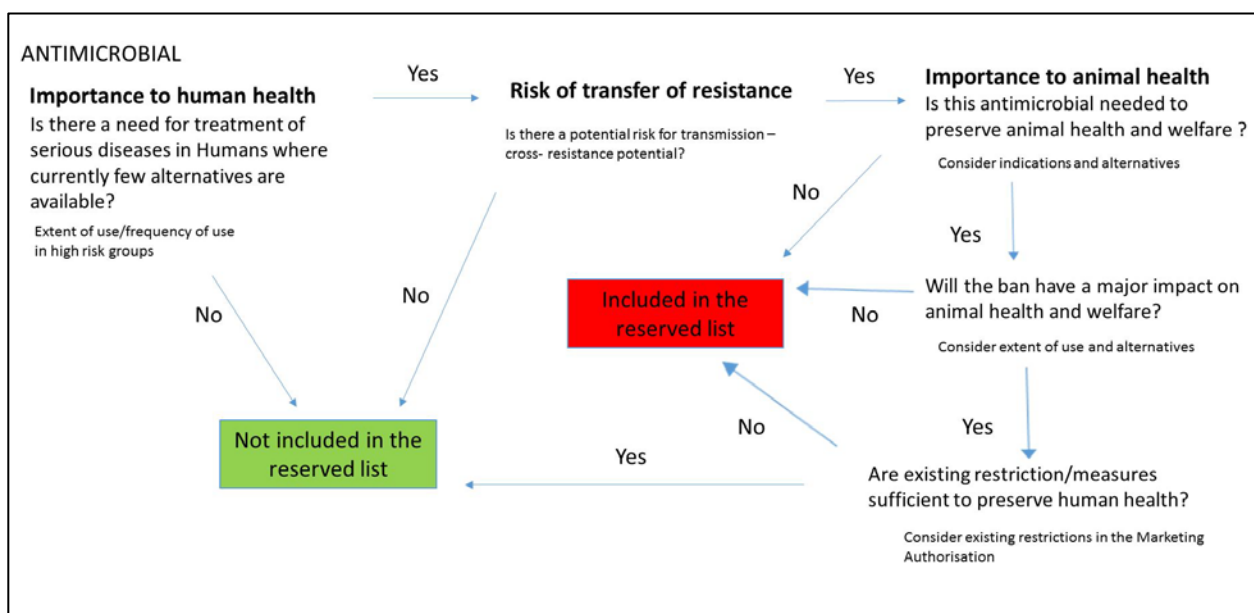 ANTIMICROBIAL
Importance to human health
Is there a need for treatment of
serious diseases in Humans where
currently few alternatives are
available?
Extent of use/frequency of use
in high risk groups
Yes
Risk of transfer of resistance
Is there a potential risk for transmission –
cross- resistance potential?
Yes
Importance to animal health
Is this antimicrobial needed to
preserve animal health and welfare ?
Consider indications and alternatives
No
Yes
No
No
Included in the
reserved list
No
Will the ban have a major impact on
animal health and welfare?
Consider extent of use and alternatives
Not included in the
reserved list
Yes
No
Yes
Are existing restriction/measures
sufficient to preserve human health?
Consider existing restrictions in the Marketing
Authorisation